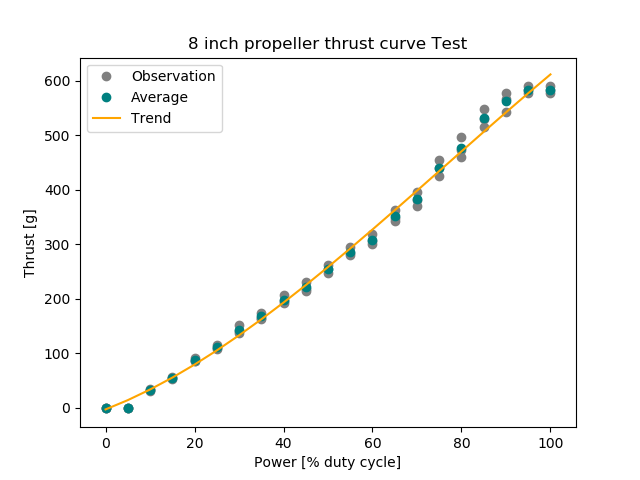 8 inch propeller thrust curve Test
Observation
Average
Trend
600
500
400
300
200
100
0
Thrust [g]
0 20 40 60 80 100
Power [% duty cycle]